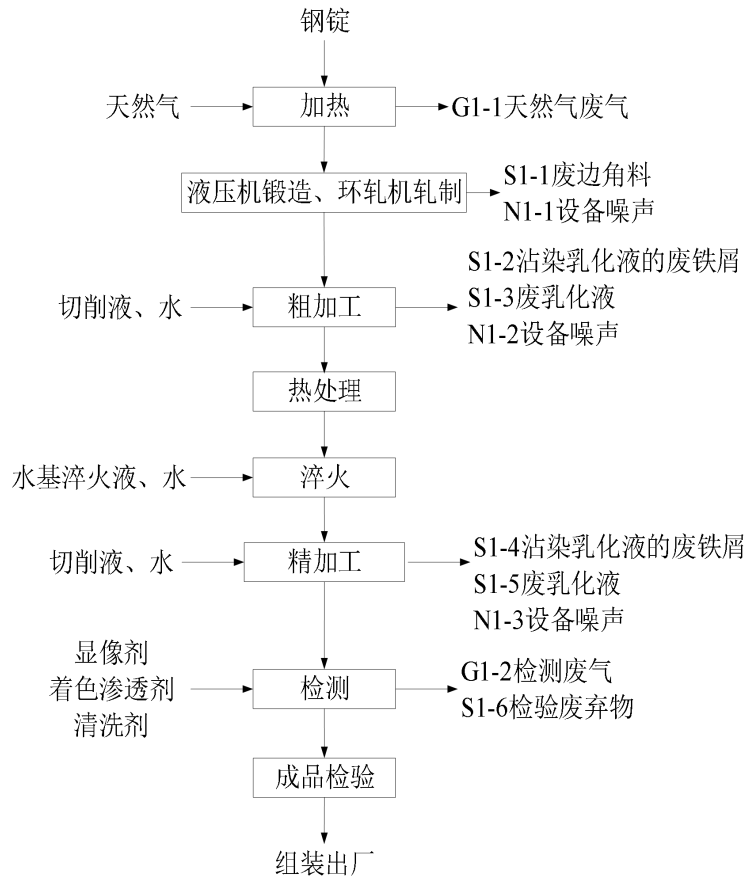 钢锭
天然气
加热
G1-1天然气废气
液压机锻造、环轧机轧制
S1-1废边角料
N1-1设备噪声
切削液、水
粗加工
S1-2沾染乳化液的废铁屑
S1-3废乳化液
N1-2设备噪声
热处理
水基淬火液、水
淬火
切削液、水
精加工
S1-4沾染乳化液的废铁屑
S1-5废乳化液
N1-3设备噪声
显像剂
着色渗透剂
清洗剂
检测
G1-2检测废气
S1-6检验废弃物
成品检验
组装出厂